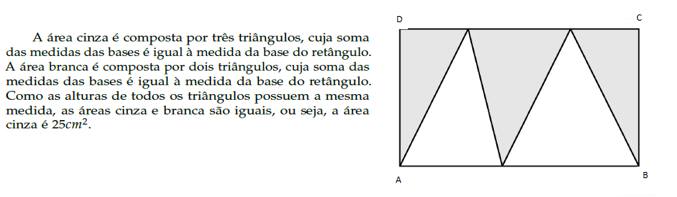 A área cinza é composta por três triângulos, cuja soma
das medidas das bases é igual à medida da base do retângulo.
A área branca é composta por dois triângulos, cuja soma das
medidas das bases é igual à medida da base do retângulo.
Como as alturas de todos os triângulos possuem a mesma
medida, as áreas cinza e branca são iguais, ou seja, a área
cinza é 25cm².
D
C
A
B